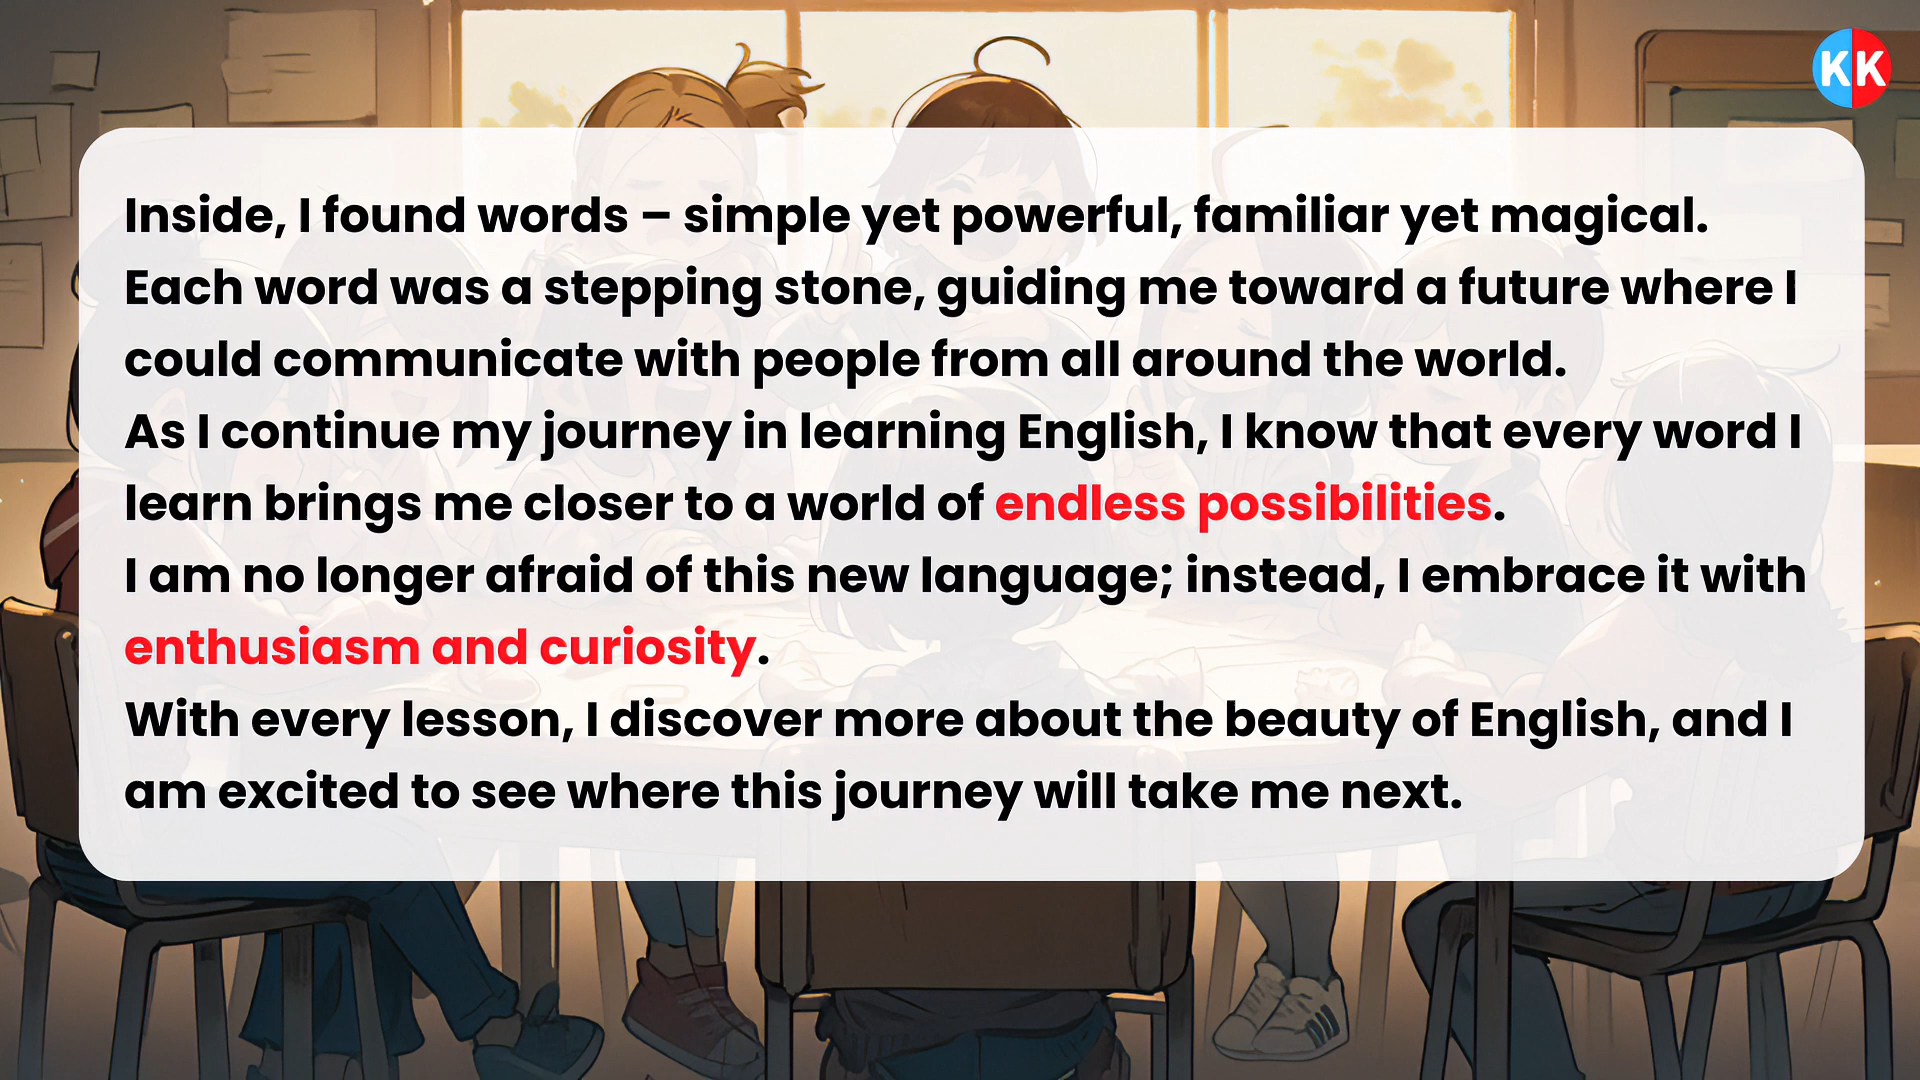 KK
Inside, I found words – simple yet powerful, familiar yet magical.
Each word was a stepping stone, guiding me toward a future where I
could communicate with people from all around the world.
As I continue my journey in learning English, I know that every word I
learn brings me closer to a world of endless possibilities.
I am no longer afraid of this new language; instead, I embrace it with
enthusiasm and curiosity.
With every lesson, I discover more about the beauty of English, and I
am excited to see where this journey will take me next.